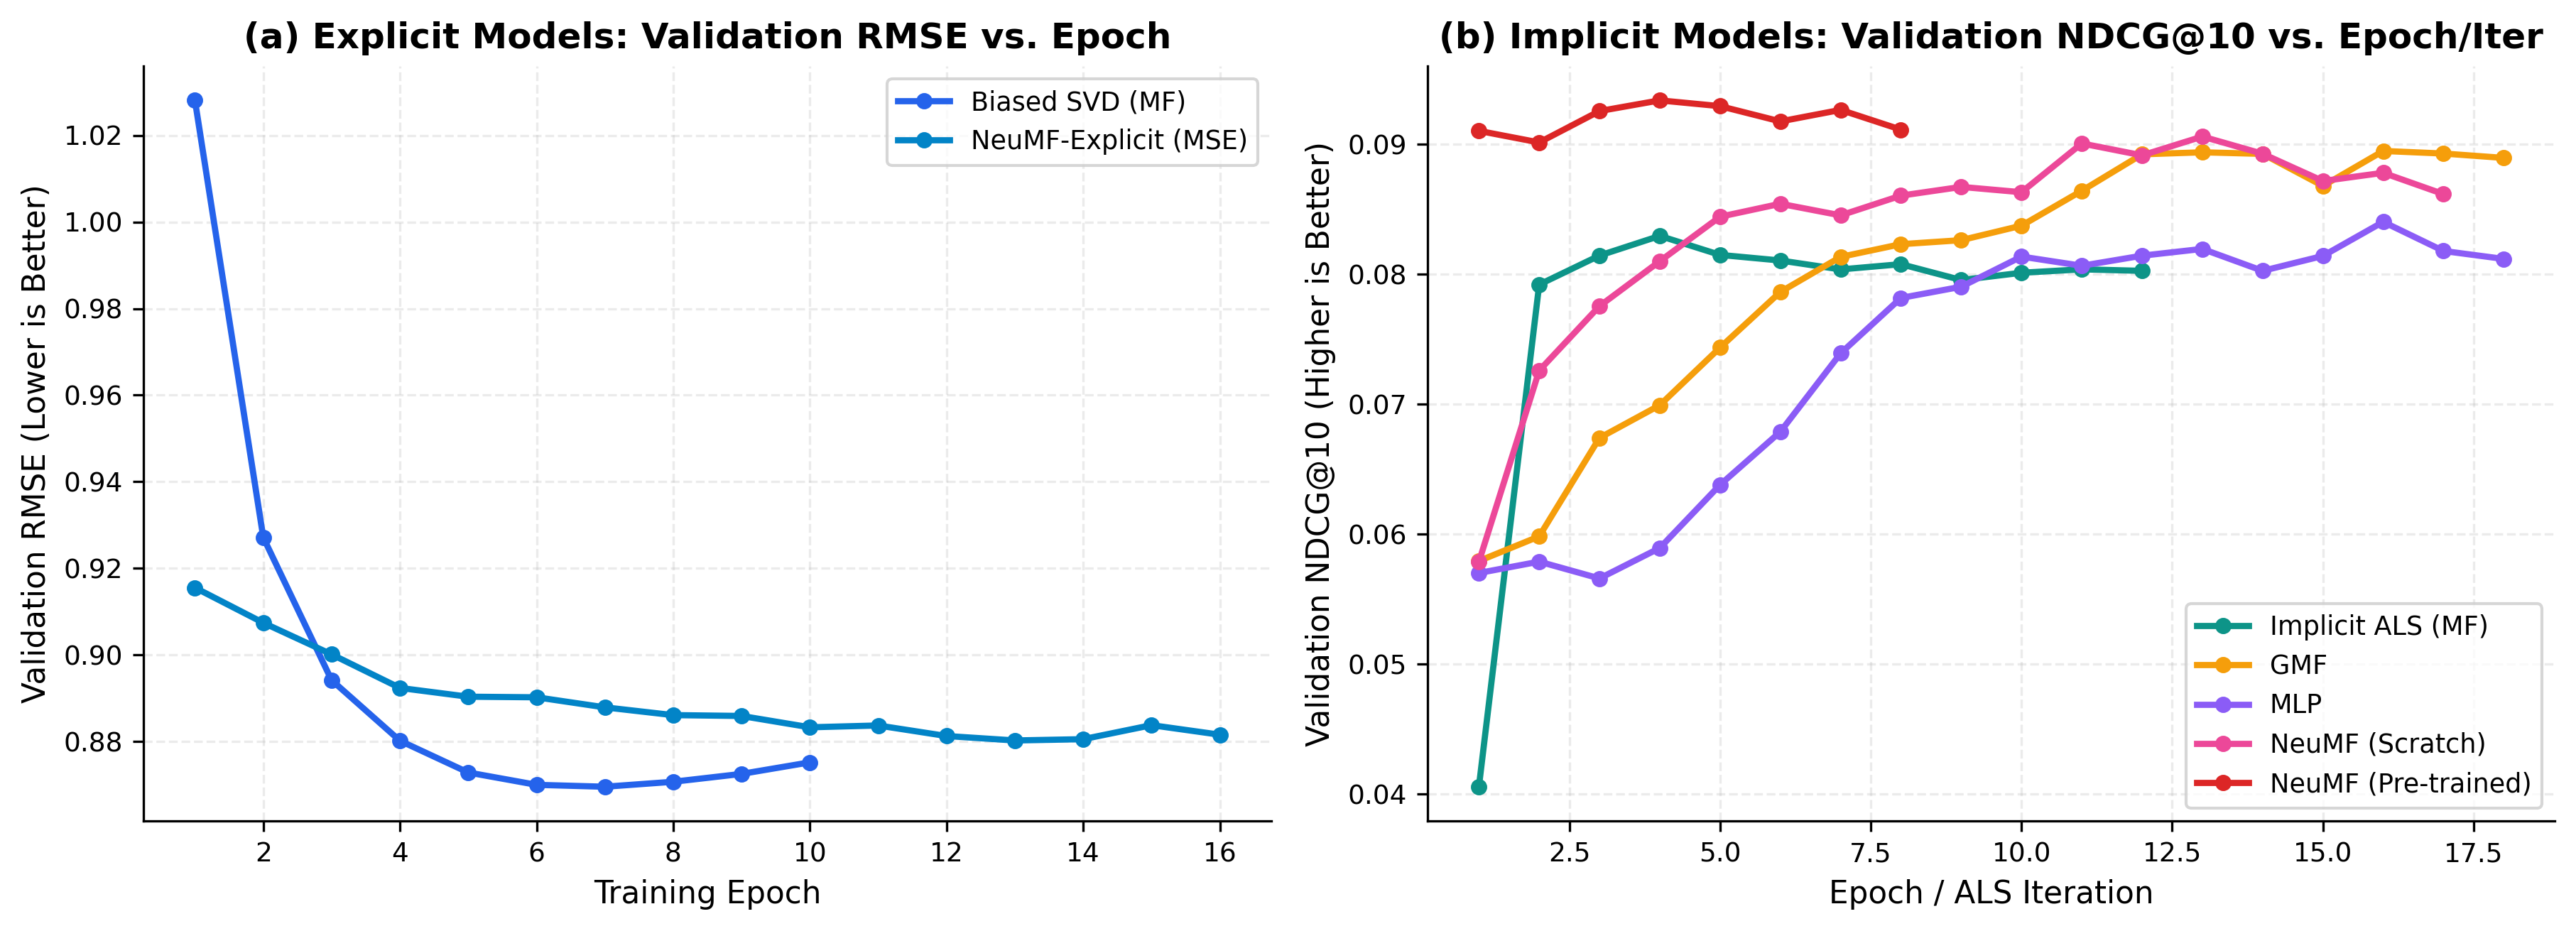 (a) Explicit Models: Validation RMSE vs. Epoch
Validation RMSE (Lower is Better)
1.02
1.00
0.98
0.96
0.94
0.92
0.90
0.88
Biased SVD (MF)
NeuMF-Explicit (MSE)
2 4 6 8 10 12 14 16
Training Epoch
(b) Implicit Models: Validation NDCG@10 vs. Epoch/Iter
Validation NDCG@10 (Higher is Better)
0.09
0.08
0.07
0.06
0.05
0.04
Implicit ALS (MF)
GMF
MLP
NeuMF (Scratch)
NeuMF (Pre-trained)
2.5 5.0 7.5 10.0 12.5 15.0 17.5
Epoch / ALS Iteration